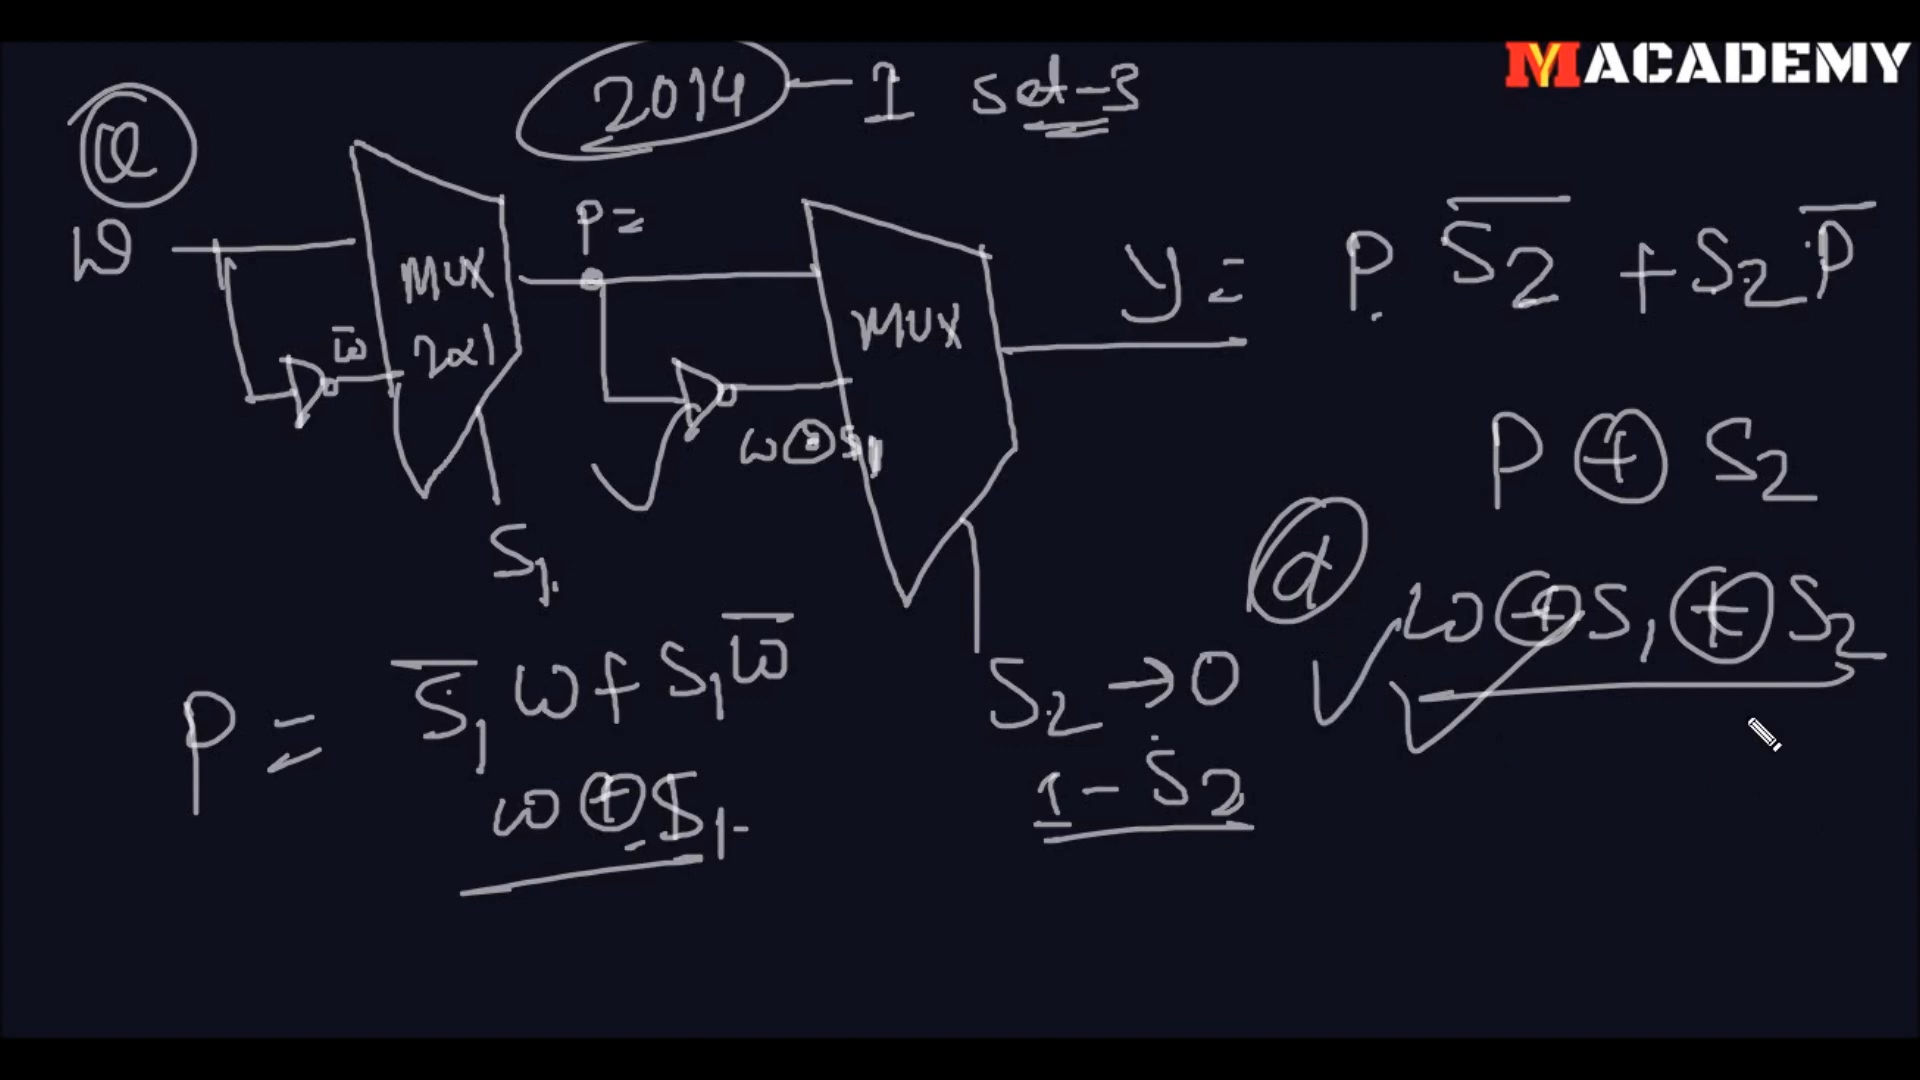 MACADEMY
2014 — 1 set-3
Q
W
P =
MUX
2x1
w̅
MUX
w⊙S₁
S₁
y = P S̅₂ + S₂ P̅
P ⊕ S₂
d
w ⊕ S₁ ⊕ S₂
P = S̅₁ w + S₁ w̅
w ⊕ S₁
S₂ → 0
1 - S₂